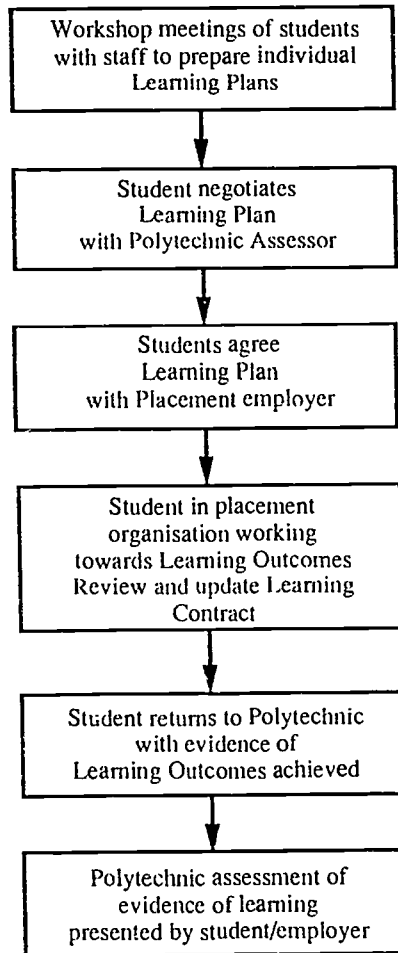 Workshop meetings of students
with staff to prepare individual
Learning Plans
Student negotiates
Learning Plan
with Polytechnic Assessor
Students agree
Learning Plan
with Placement employer
Student in placement
organisation working
towards Learning Outcomes
Review and update Learning
Contract
Student returns to Polytechnic
with evidence of
Learning Outcomes achieved
Polytechnic assessment of
evidence of learning
presented by student/employer